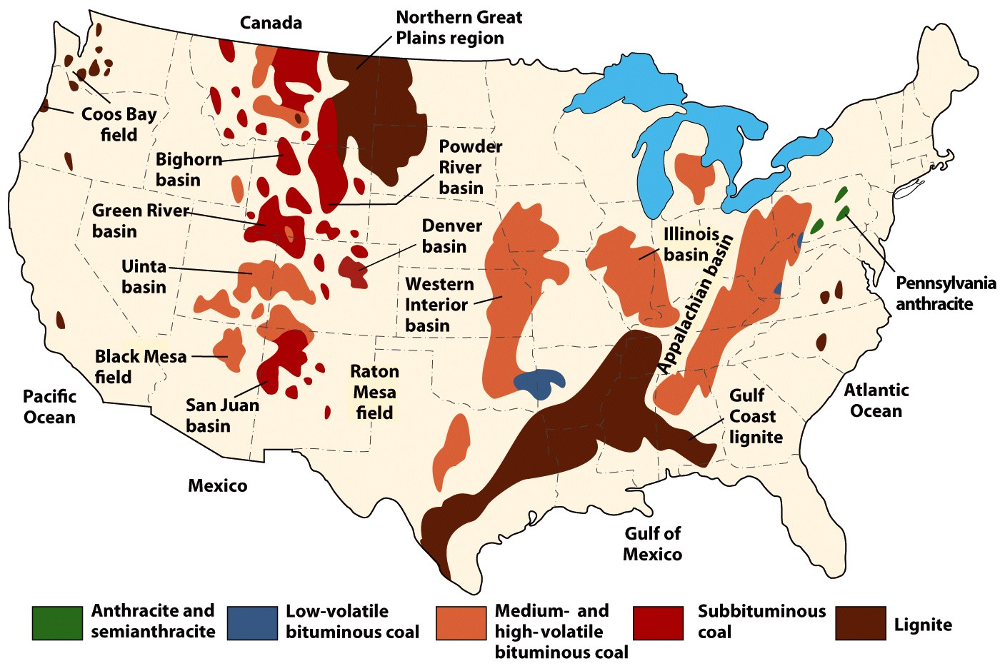 Canada
Northern Great
Plains region
Coos Bay
field
Bighorn
basin
Powder
River
basin
Green River
basin
Denver
basin
Illinois
basin
Appalachian basin
Uinta
basin
Western
Interior
basin
Pennsylvania
anthracite
Black Mesa
field
Raton
Mesa
field
San Juan
basin
Pacific
Ocean
Gulf
Coast
lignite
Atlantic
Ocean
Mexico
Gulf of
Mexico
Anthracite and
semianthracite
Low-volatile
bituminous coal
Medium- and
high-volatile
bituminous coal
Subbituminous
coal
Lignite